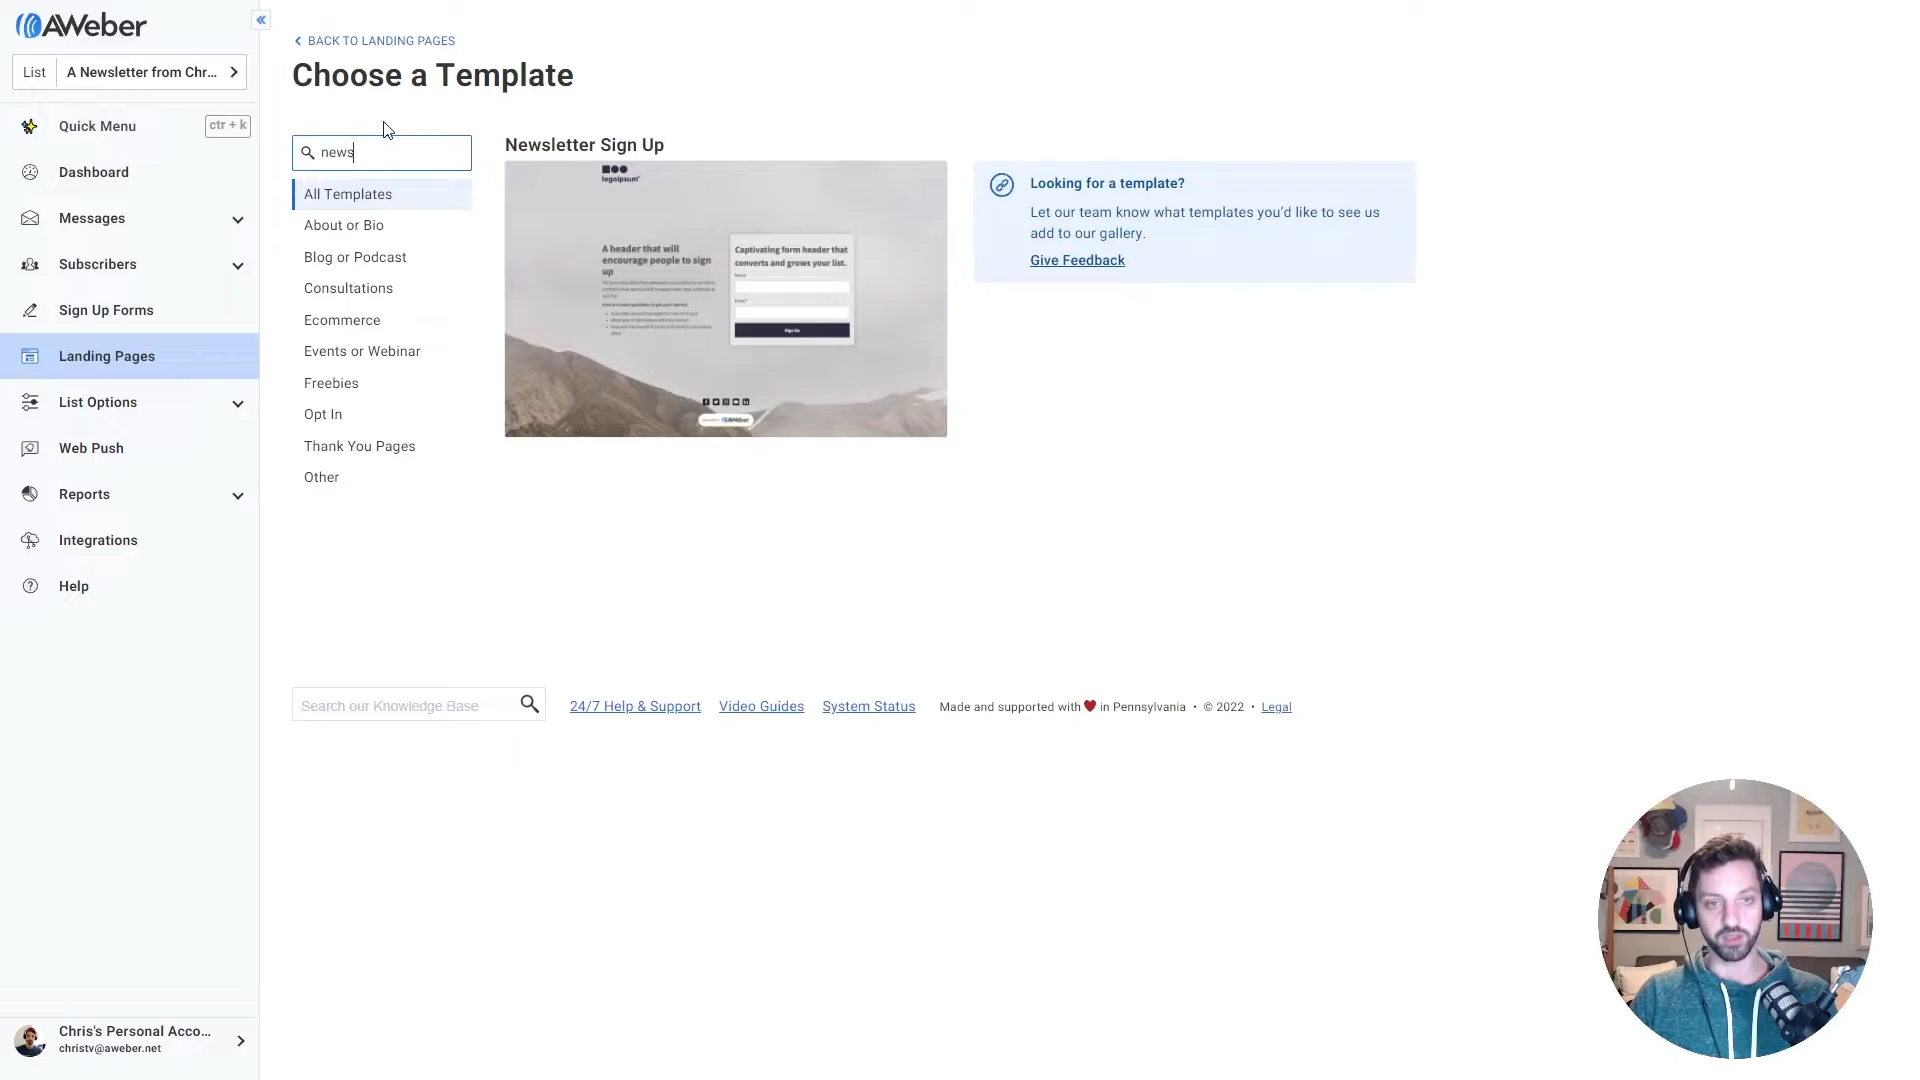 AWeber
List A Newsletter from Chr...
Quick Menu ctr + k
Dashboard
Messages
Subscribers
Sign Up Forms
Landing Pages
List Options
Web Push
Reports
Integrations
Help
Chris's Personal Acco...
christv@aweber.net
BACK TO LANDING PAGES
Choose a Template
news
All Templates
About or Bio
Blog or Podcast
Consultations
Ecommerce
Events or Webinar
Freebies
Opt In
Thank You Pages
Other
Newsletter Sign Up
logoipsum
A header that will
encourage people to sign
up
Captivating form header that
converts and grows your list.
Name
Email*
Sign Up
AWeber
Looking for a template?
Let our team know what templates you’d like to see us
add to our gallery.
Give Feedback
Search our Knowledge Base
24/7 Help & Support
Video Guides
System Status
Made and supported with in Pennsylvania • © 2022 • Legal